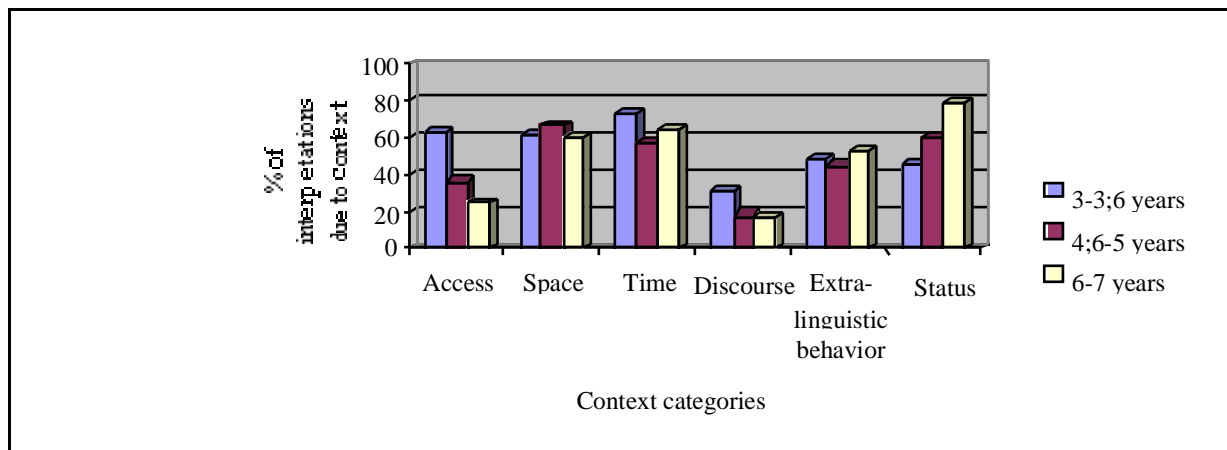 % of
interpretations
due to Context
100
80
60
40
20
0
Access Space Time Discourse Extra-linguistic behavior Status
3-3;6 years
4;6-5 years
6-7 years
Context categories